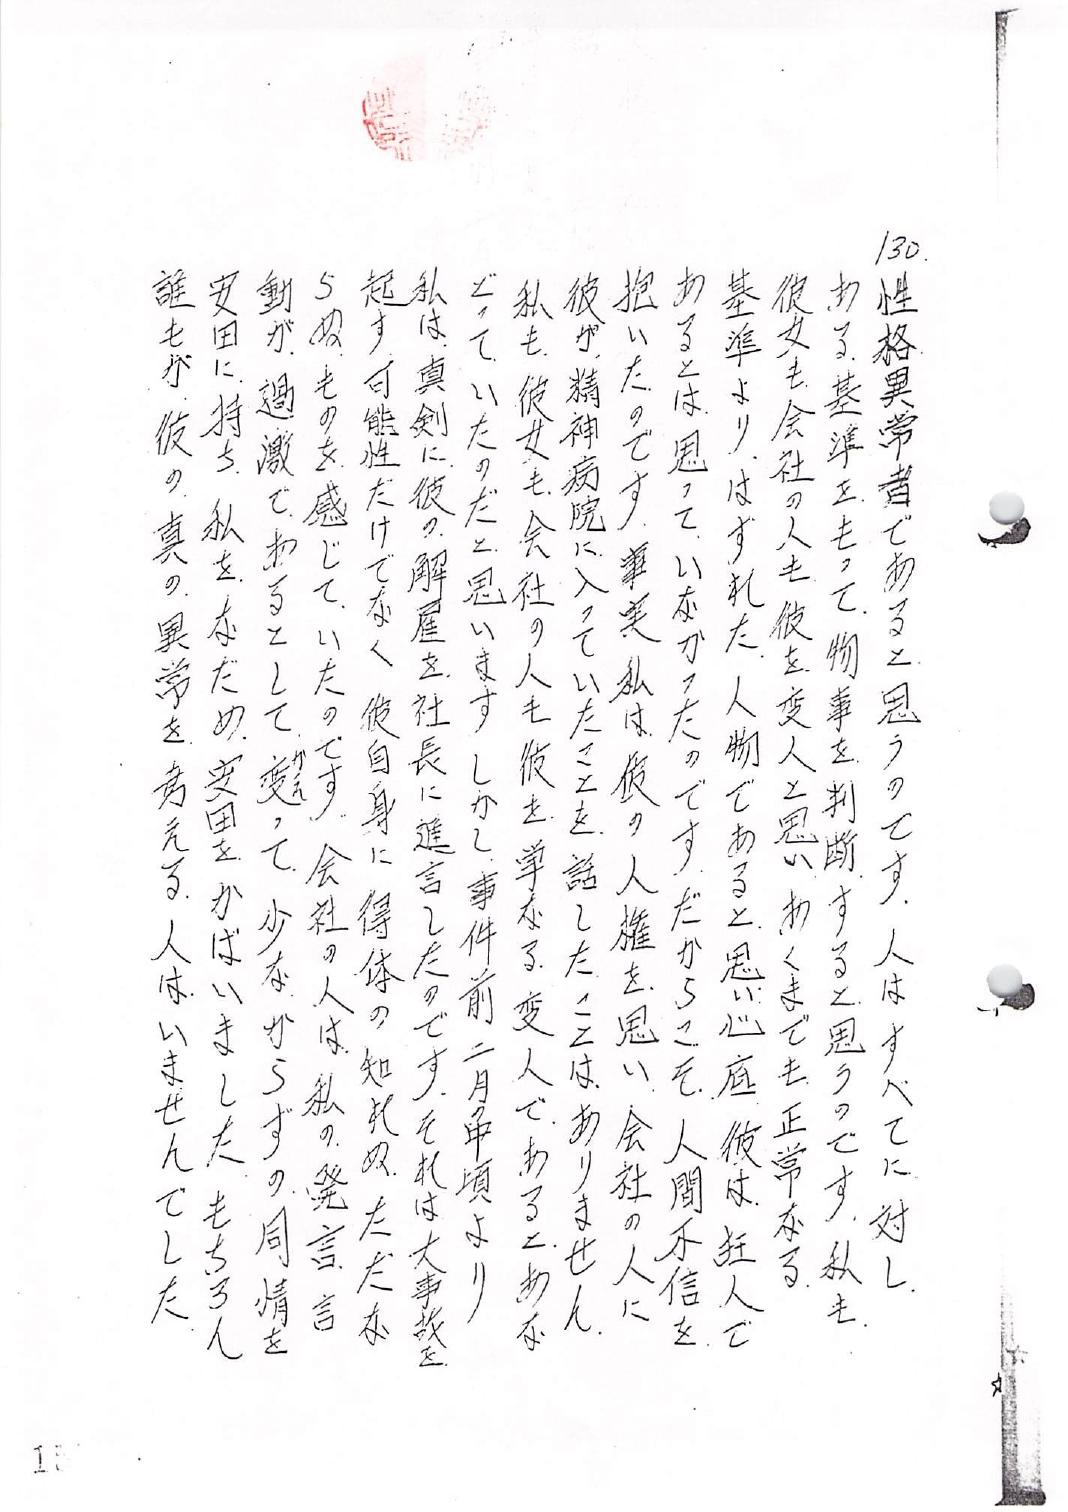 130.
性格異常者であると思うのです、人はすべてに対し、
ある基準をもって、物事を判断すると思うのです、私も、
彼女も会社の人も彼を変人と思い、あくまでも正常なる
基準より、はずれた、人物であると、思い心底、彼は、狂人で
あるとは思って、いなかったのです、だからこそ、人間不信を
抱いたのです、事実、私は、彼の人権を思い、会社の人に
彼が、精神病院に入っていたことを、話したことは、ありません、
私も、彼女も、会社の人も彼を、単なる、変人で、あると、あな
どって、いたのだと思います しかし、事件前二月中頃より
私は、真剣に彼の解雇を社長に進言したのです、それは大事故を、
起す、可能性だけでなく 彼自身に得体の知れぬ、ただな
らぬ、ものを感じて、いたのです、会社の人は、私の発言、言
動が、過激で、あるとして、変って、少ながらずの同情を
かえ
安田に、持ち、私を、なだめ、安田を、かばいました もちろん
誰もが、彼の、真の異常を、考える、人は、いませんでした